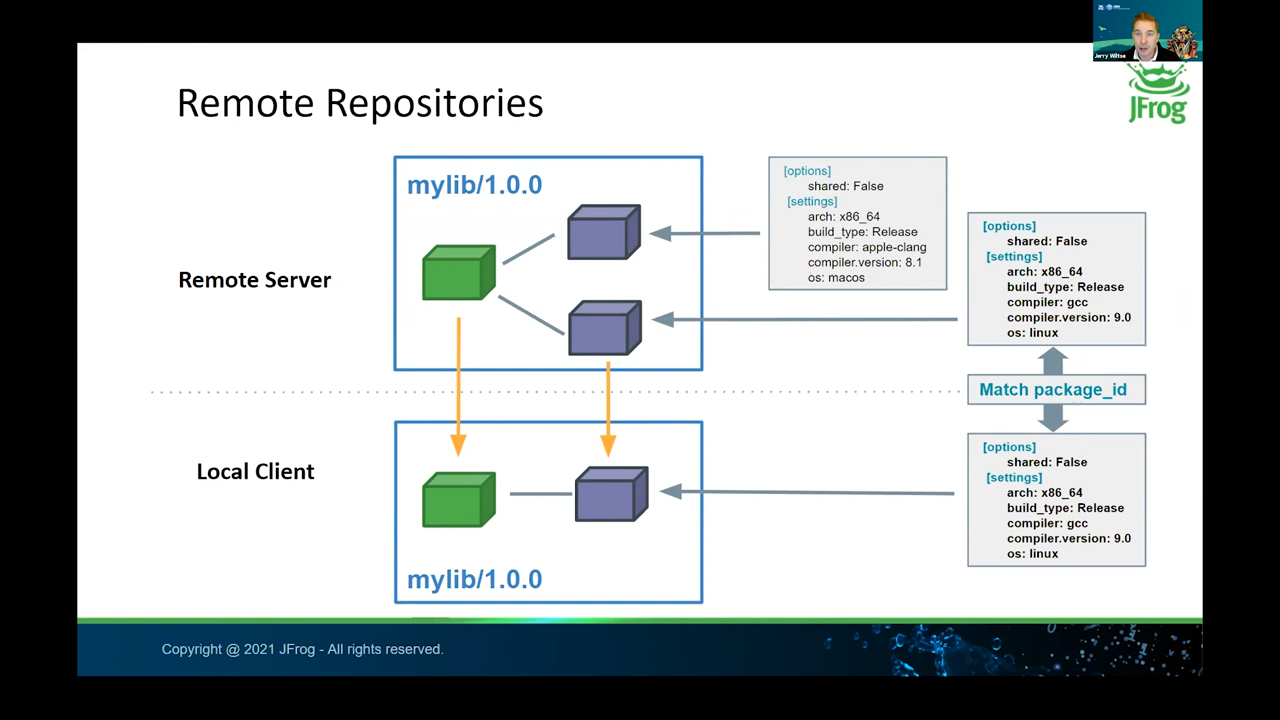 Jerry Wiltse
JFrog
Remote Repositories
mylib/1.0.0
[options]
shared: False
[settings]
arch: x86_64
build_type: Release
compiler: apple-clang
compiler.version: 8.1
os: macos
[options]
shared: False
[settings]
arch: x86_64
build_type: Release
compiler: gcc
compiler.version: 9.0
os: linux
Remote Server
Match package_id
Local Client
[options]
shared: False
[settings]
arch: x86_64
build_type: Release
compiler: gcc
compiler.version: 9.0
os: linux
mylib/1.0.0
Copyright @ 2021 JFrog - All rights reserved.